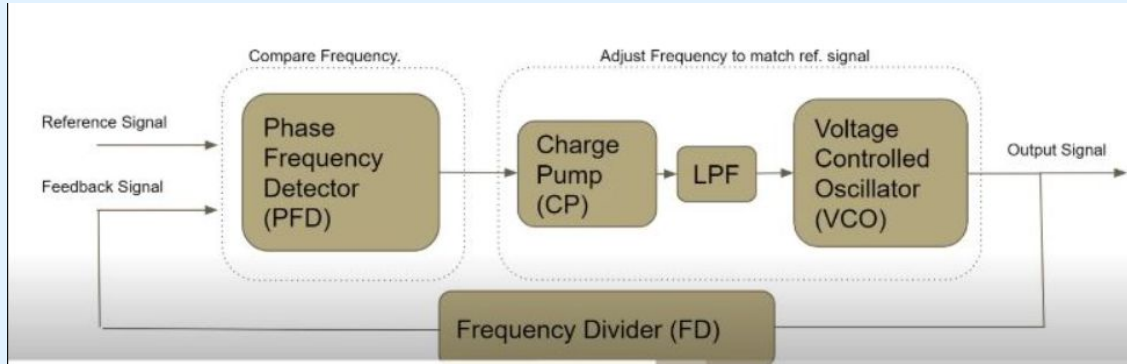 Compare Frequency.
Adjust Frequency to match ref. signal
Reference Signal
Feedback Signal
Phase
Frequency
Detector
(PFD)
Charge
Pump
(CP)
LPF
Voltage
Controlled
Oscillator
(VCO)
Output Signal
Frequency Divider (FD)